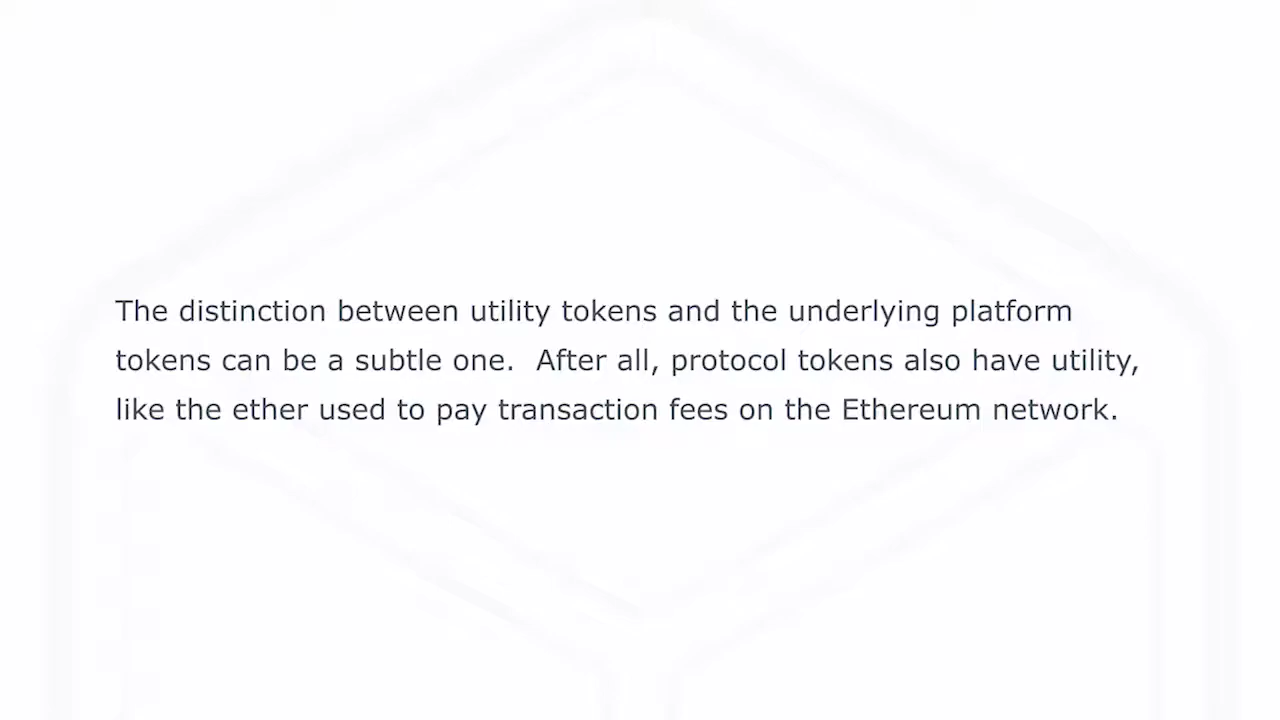 The distinction between utility tokens and the underlying platform
tokens can be a subtle one.  After all, protocol tokens also have utility,
like the ether used to pay transaction fees on the Ethereum network.